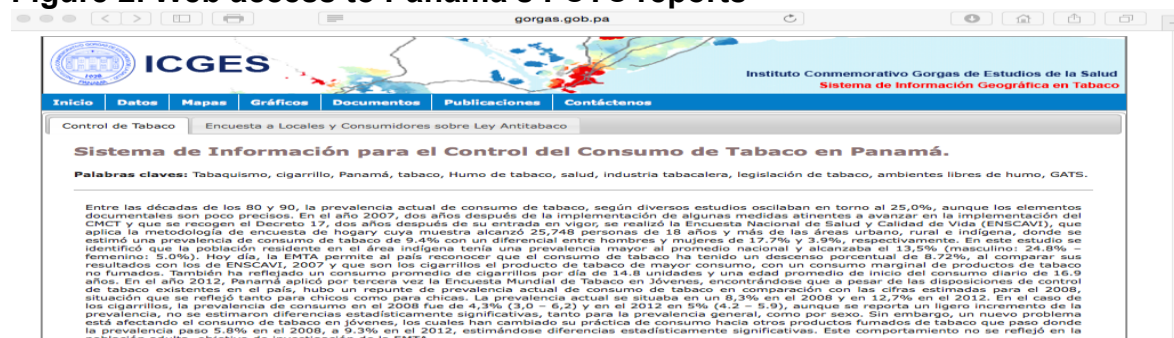 Figure 2. Web access to Panama's FCTC reports
gorgas.gob.pa
ICGES
Instituto Conmemorativo Gorgas de Estudios de la Salud
Sistema de Información Geográfica en Tabaco
Inicio Datos Mapas Gráficos Documentos Publicaciones Contáctenos
Control de Tabaco Encuesta a Locales y Consumidores sobre Ley Antitabaco
Sistema de Información para el Control del Consumo de Tabaco en Panamá.
Palabras claves: Tabaquismo, cigarrillo, Panamá, tabaco, Humo de tabaco, salud, industria tabacalera, legislación de tabaco, ambientes libres de humo, GATS.
Entre las décadas de los 80 y 90, la prevalencia actual de consumo de tabaco, según diversos estudios oscilaban en torno al 25,0%, aunque los elementos
documentales son poco precisos. En el año 2007, dos años después de la implementación de algunas medidas atinentes a avanzar en la implementación del
CMCT y que se recogen el Decreto 17, dos años después de su entrada en vigor, se realizó la Encuesta Nacional de Salud y Calidad de Vida (ENSCAVI), que
aplica la metodología de encuesta de hogary cuya muestra alcanzó 25,748 personas de 18 años y más de las áreas urbano, rural e indígena, donde se
estimó una prevalencia de consumo de tabaco de 9.4% con un diferencial entre hombres y mujeres de 17.7% y 3.9%, respectivamente. En este estudio se
identificó que la población residente en el área indígena tenía una prevalencia mayor al promedio nacional y alcanzaba el 13,5% (masculino: 24.8% –
femenino: 5.0%). Hoy día, la EMTA permite al país reconocer que el consumo de tabaco ha tenido un descenso porcentual de 8.72%, al comparar sus
resultados con los de ENSCAVI, 2007 y que son los cigarrillos el producto de tabaco de mayor consumo, con un consumo margina de productos de tabaco
no fumados. También ha reflejado un consumo promedio de cigarrillos por día de 14.8 unidades y una edad promedio de inicio del consumo diario de 16.9
años. En el año 2012, Panamá aplicó por tercera vez la Encuesta Mundial de Tabaco en Jóvenes, encontrándose que a pesar de las disposiciones de control
de tabaco existentes en el país, hubo un repunte de prevalencia actual de consumo de tabaco en comparación con las cifras estimadas para el 2008,
situación que se reflejó tanto para chicos como para chicas. La prevalencia actual se situaba en un 8,3% en el 2008 y en 12,7% en el 2012. En el caso de
los cigarrillos, la prevalencia de consumo en el 2008 fue de 4,3% (3,0 – 6,2) y en el 2012 en 5% (4.2 – 5.9), aunque se reporta un ligero incremento de la
prevalencia, no se estimaron diferencias estadísticamente significativas, tanto para la prevalencia general, como por sexo. Sin embargo, un nuevo problema
está afectando el consumo de tabaco en jóvenes, los cuales han cambiado su práctica de consumo hacia otros productos fumados de tabaco que paso donde
la prevalencia paso 5.8% en el 2008, a 9.3% en el 2012, estimándose diferencias estadísticamente significativas. Este comportamiento no se reflejó en la
población adulta, objetivo de investigación de la EMTA.